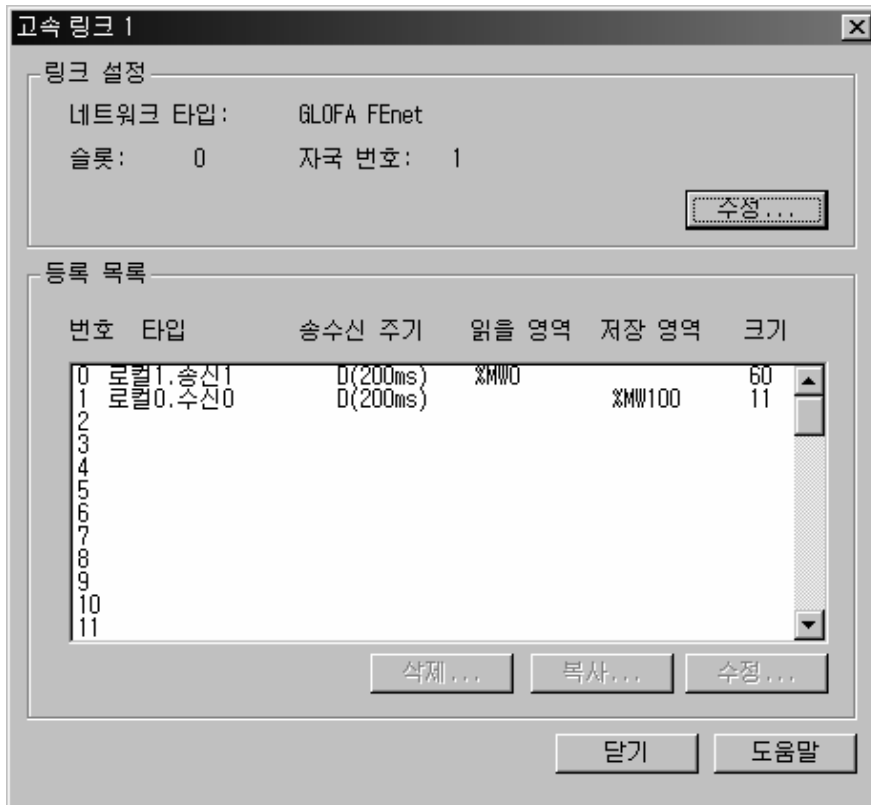 고속 링크 1
링크 설정
네트워크 타입: GLOFA FEnet
슬롯: 0 자국 번호: 1
수정...
등록 목록
번호 타입 송수신 주기 읽을 영역 저장 영역 크기
0 로컬1.송신1 D(200ms) %MW0 60
1 로컬0.수신0 D(200ms) %MW100 11
2
3
4
5
6
7
8
9
10
11
삭제... 복사... 수정...
닫기 도움말